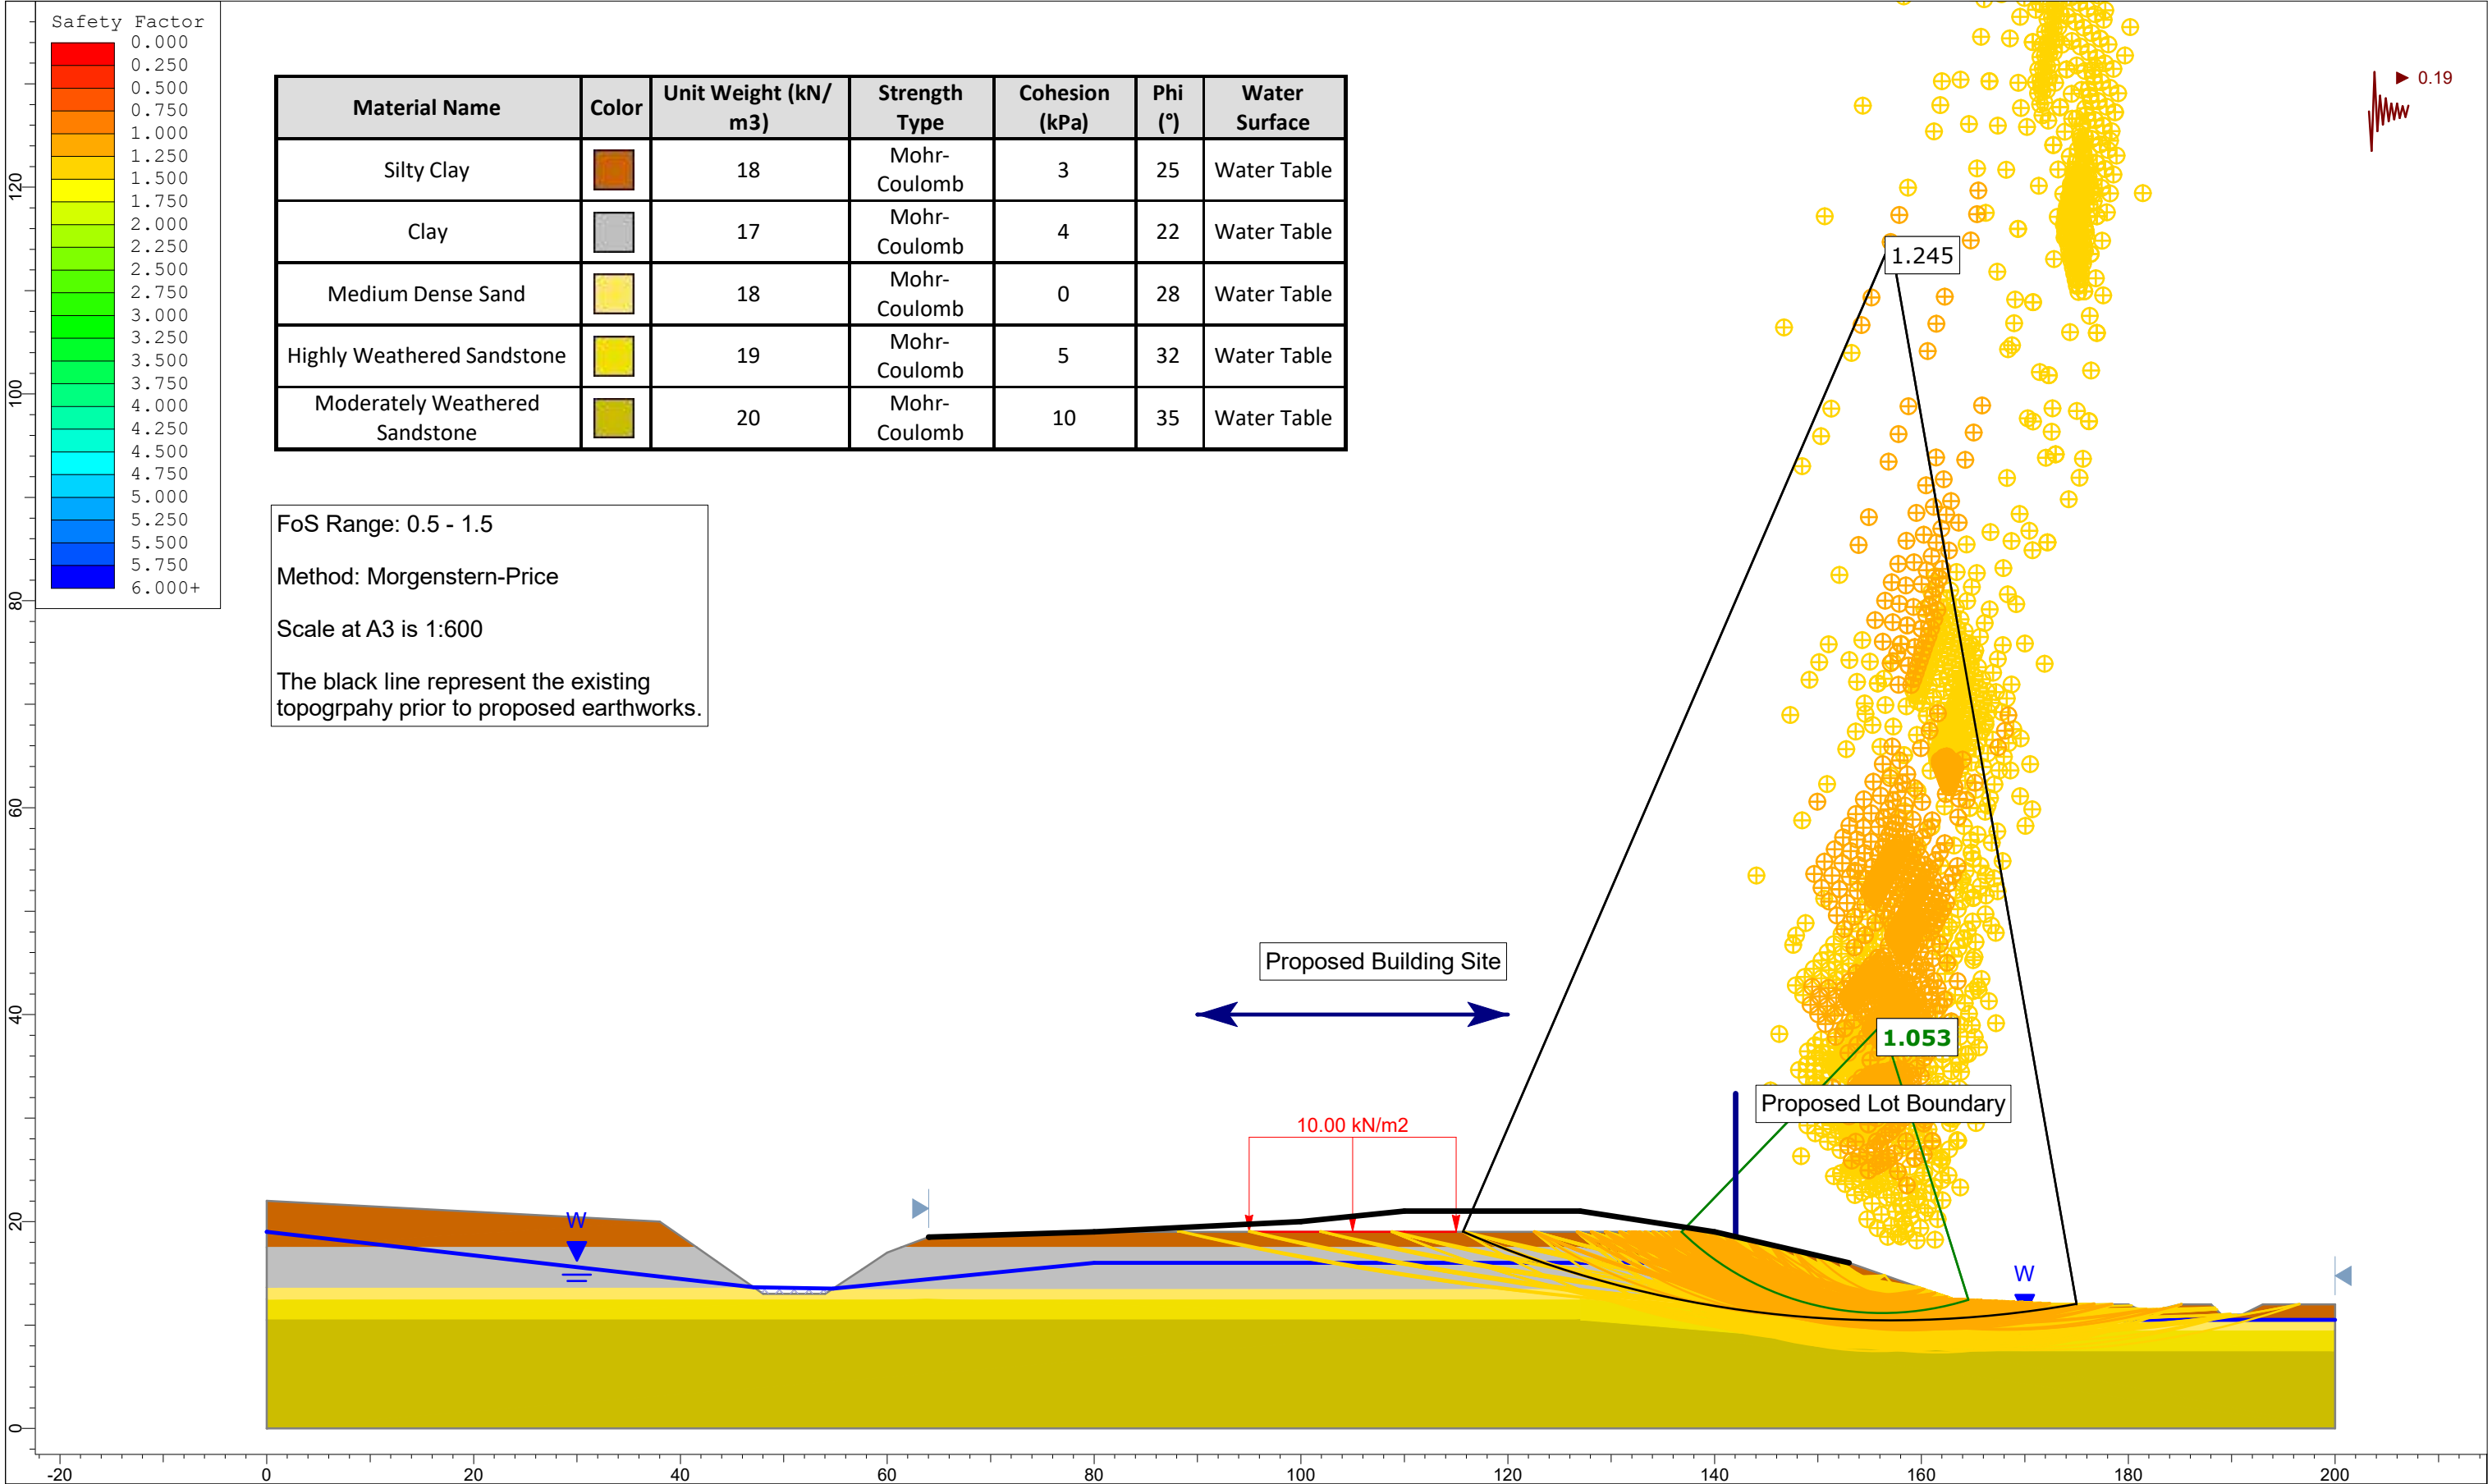 Safety Factor
0.000
0.250
0.500
0.750
1.000
1.250
1.500
1.750
2.000
2.250
2.500
2.750
3.000
3.250
3.500
3.750
4.000
4.250
4.500
4.750
5.000
5.250
5.500
5.750
6.000+
Material Name Color Unit Weight (kN/ m3) Strength Type Cohesion (kPa) Phi (°) Water Surface
Silty Clay 18 Mohr-Coulomb 3 25 Water Table
Clay 17 Mohr-Coulomb 4 22 Water Table
Medium Dense Sand 18 Mohr-Coulomb 0 28 Water Table
Highly Weathered Sandstone 19 Mohr-Coulomb 5 32 Water Table
Moderately Weathered Sandstone 20 Mohr-Coulomb 10 35 Water Table
FoS Range: 0.5 - 1.5
Method: Morgenstern-Price
Scale at A3 is 1:600
The black line represent the existing
topogrpahy prior to proposed earthworks.
0.19
1.245
Proposed Building Site
1.053
Proposed Lot Boundary
10.00 kN/m2
W
W
120
100
80
60
40
20
0
-20 0 20 40 60 80 100 120 140 160 180 200